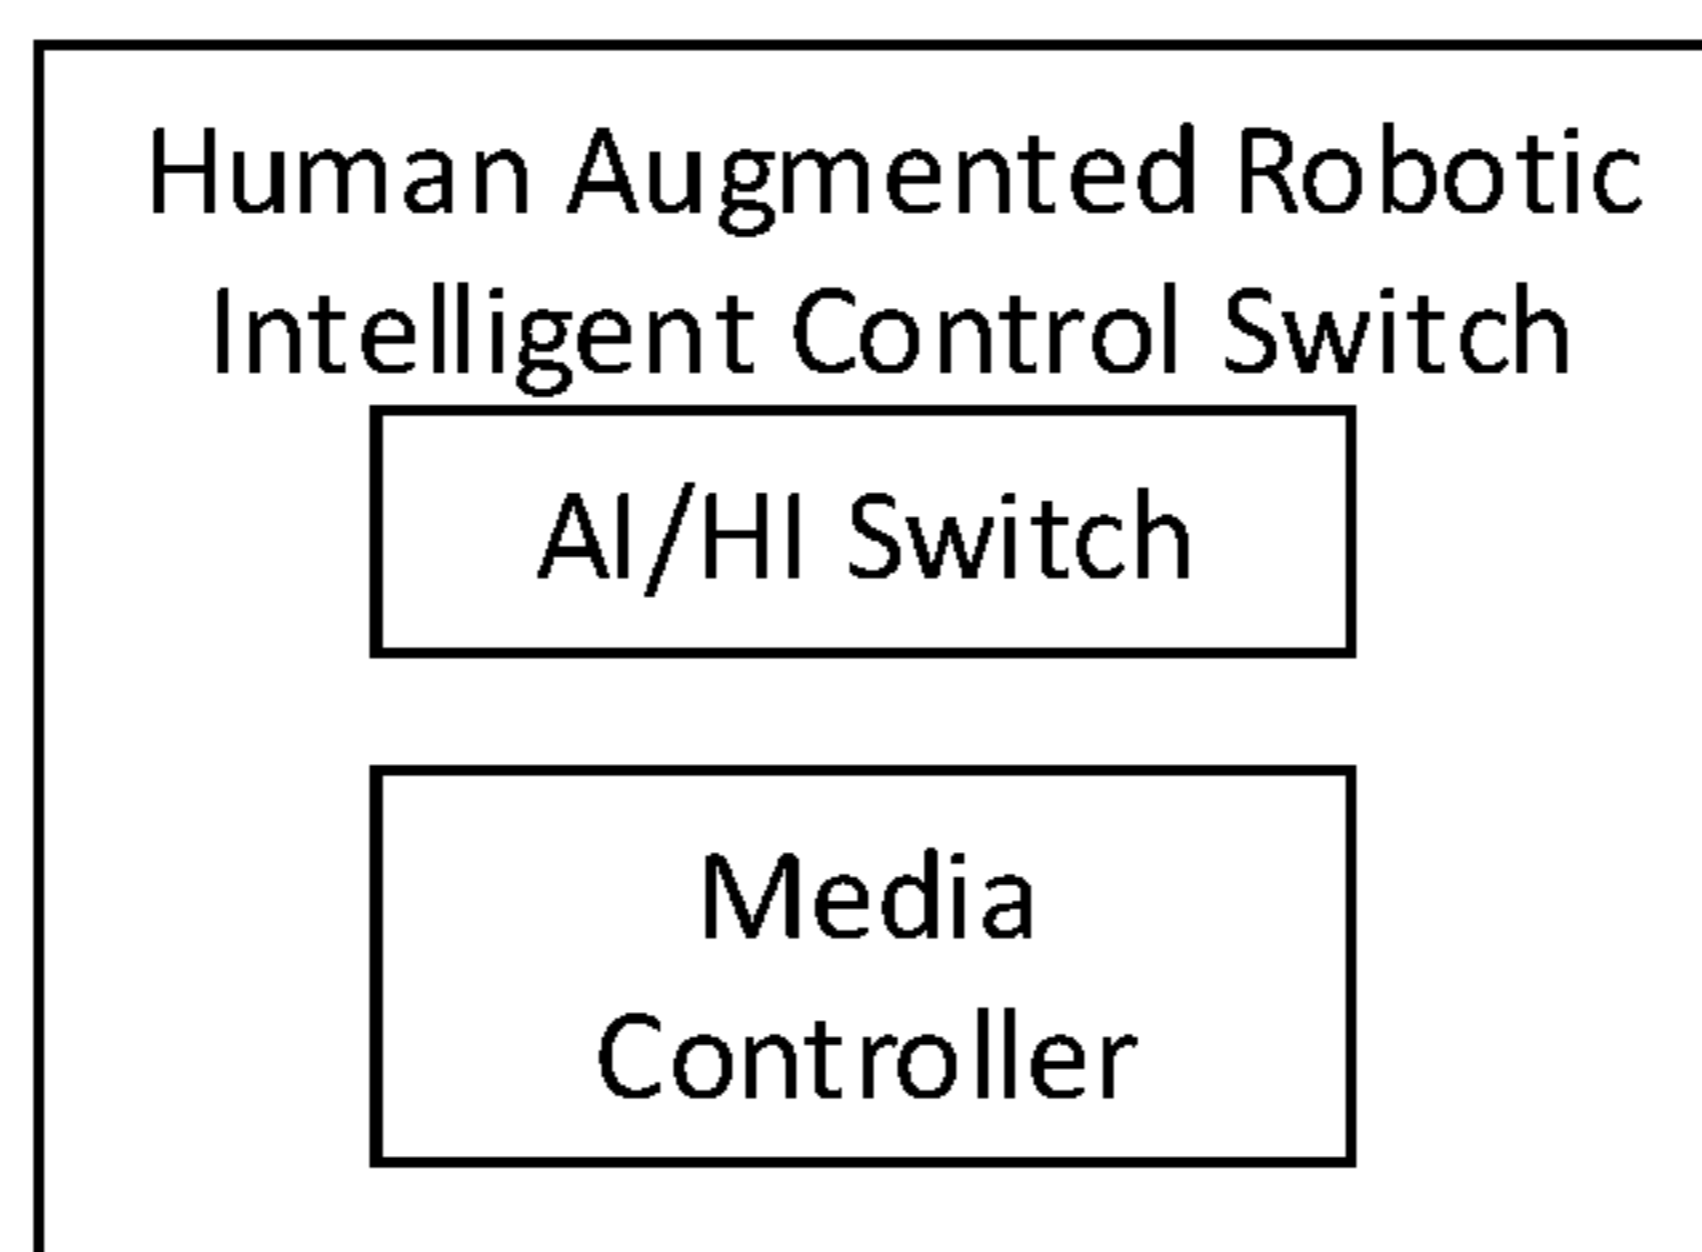 Human Augmented Robotic
Intelligent Control Switch
AI/HI Switch
Media
Controller